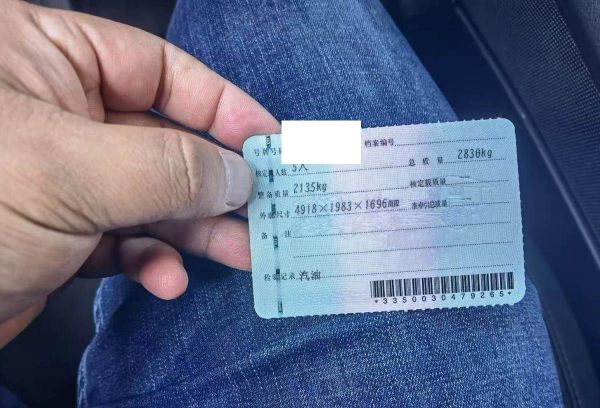 号牌号码 档案编号
核定载人数 5人 总质量 2830kg
整备质量 2135kg 核定载质量 --
外廓尺寸 4918×1983×1696mm 准牵引总质量 --
备注
检验记录 汽油
*3350030479265*